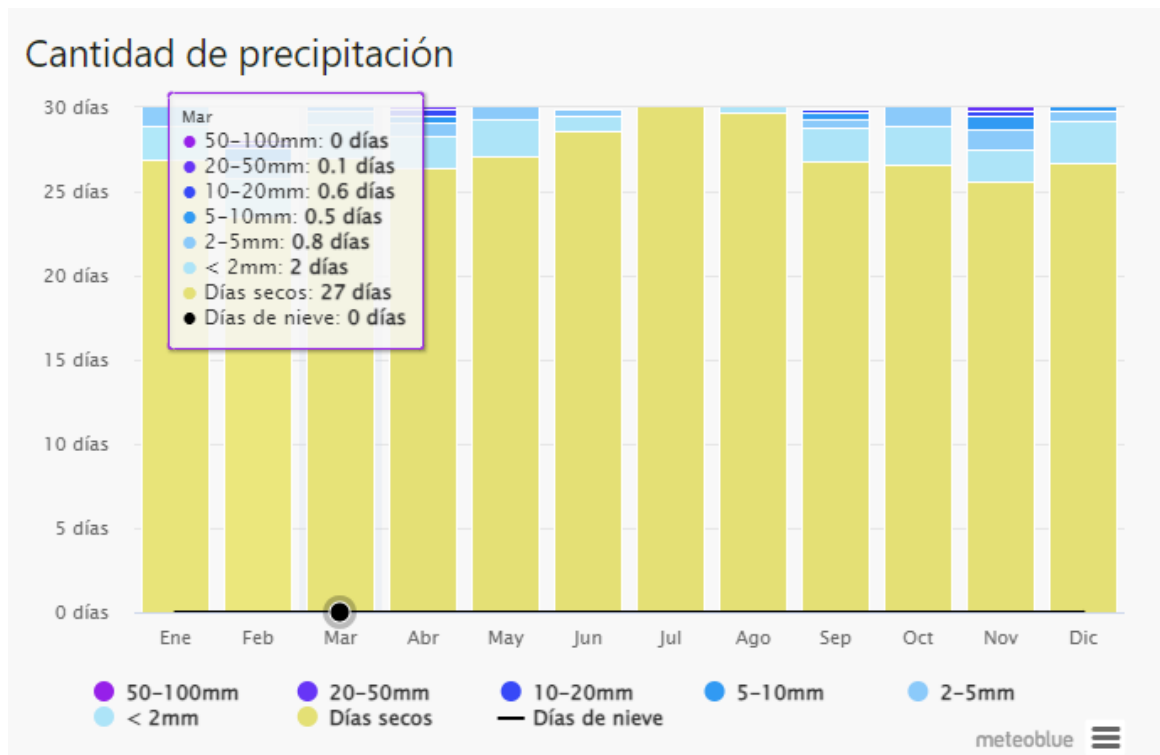 Cantidad de precipitación
30 días
25 días
20 días
15 días
10 días
5 días
0 días
Mar
50-100mm: 0 días
20-50mm: 0.1 días
10-20mm: 0.6 días
5-10mm: 0.5 días
2-5mm: 0.8 días
< 2mm: 2 días
Días secos: 27 días
Días de nieve: 0 días
Ene Feb Mar Abr May Jun Jul Ago Sep Oct Nov Dic
50-100mm 20-50mm 10-20mm 5-10mm 2-5mm
< 2mm Días secos Días de nieve
meteoblue